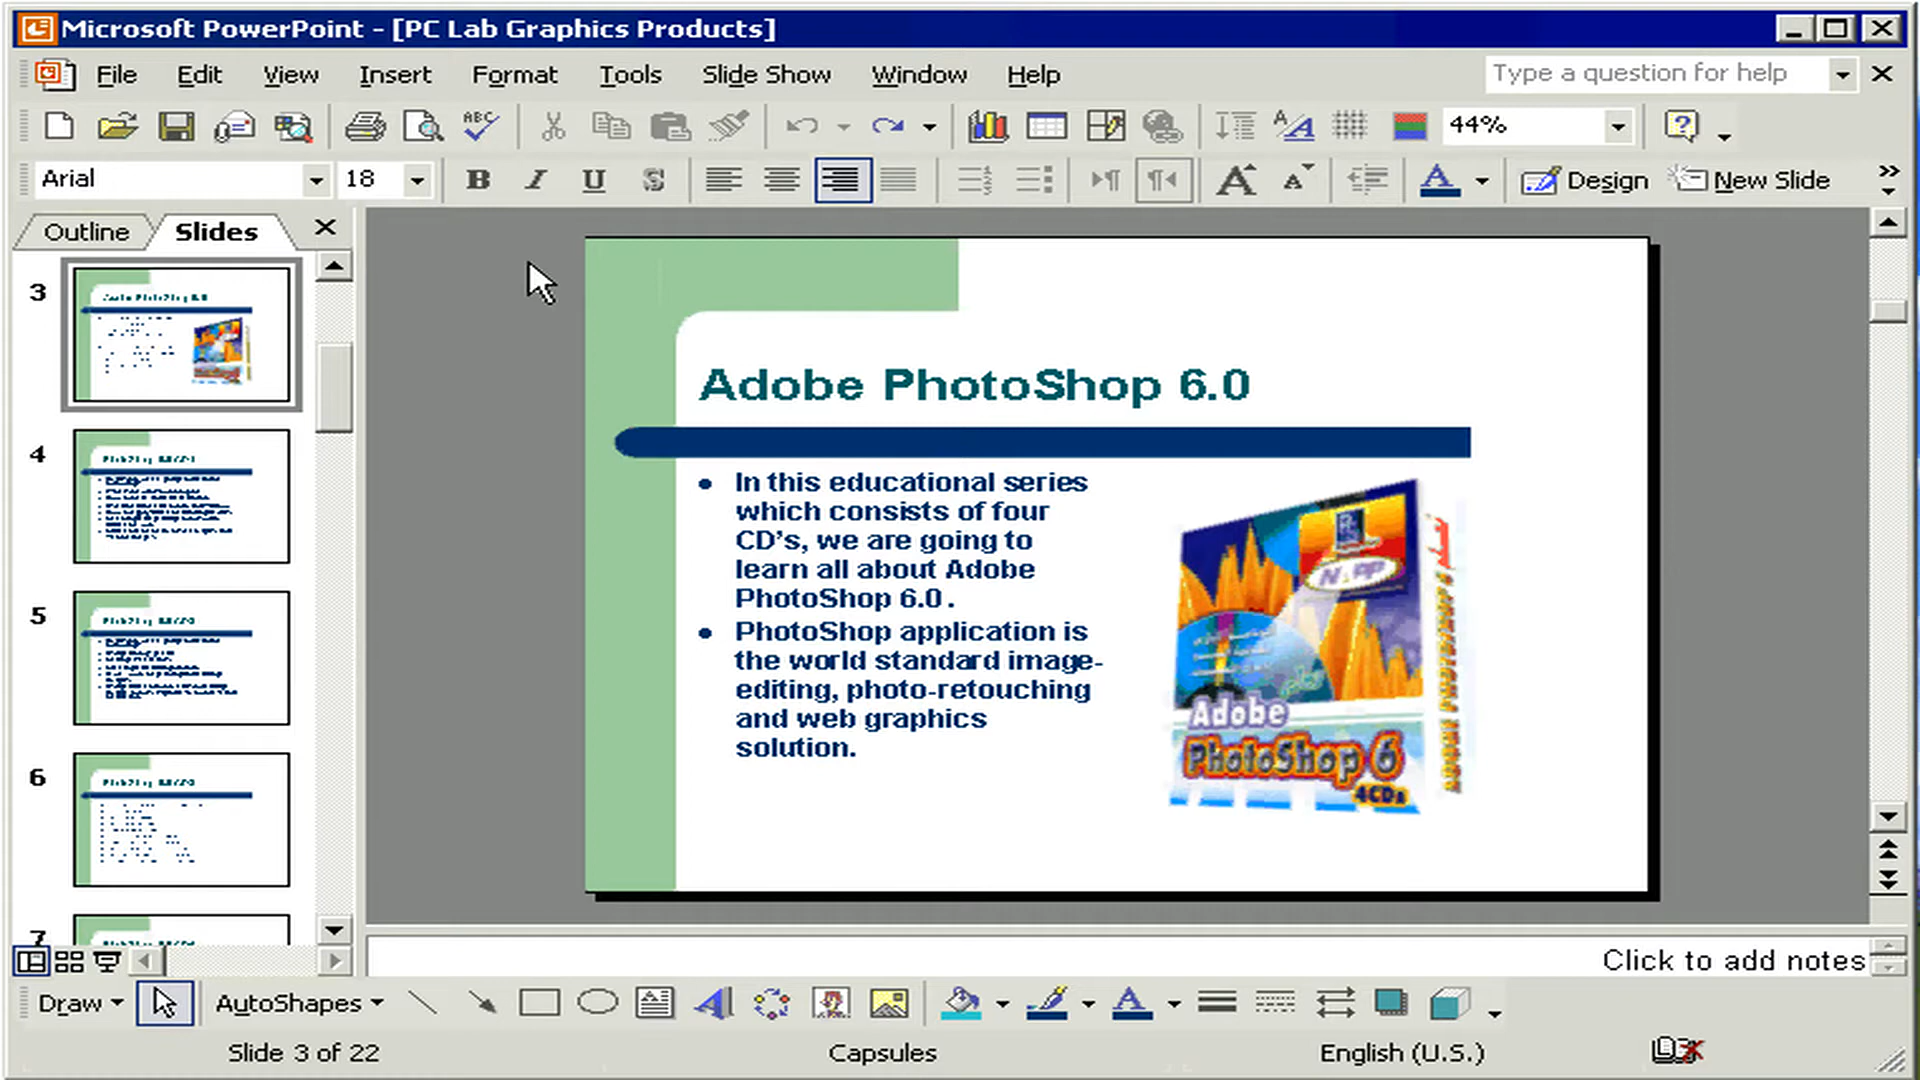 Microsoft PowerPoint - [PC Lab Graphics Products]
File Edit View Insert Format Tools Slide Show Window Help Type a question for help
ABC 44%
Arial 18 B I U S Design New Slide
Outline Slides
3
4
5
6
7
Adobe PhotoShop 6.0
• In this educational series
which consists of four
CD's, we are going to
learn all about Adobe
PhotoShop 6.0 .
• PhotoShop application is
the world standard image-
editing, photo-retouching
and web graphics
solution.
Adobe
PhotoShop 6
4CDs
Click to add notes
Draw AutoShapes
Slide 3 of 22 Capsules English (U.S.)